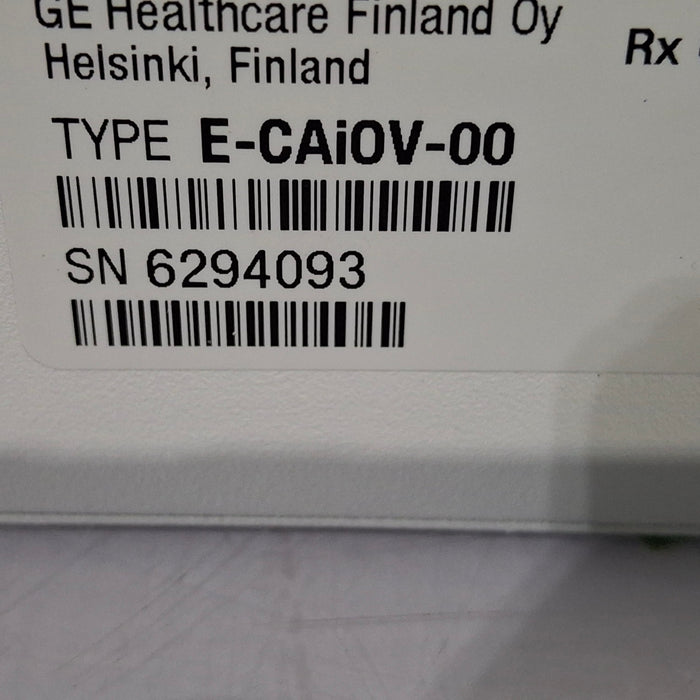 GE Healthcare Finland Oy
Helsinki, Finland
Rx
TYPE E-CAiOV-00
SN 6294093